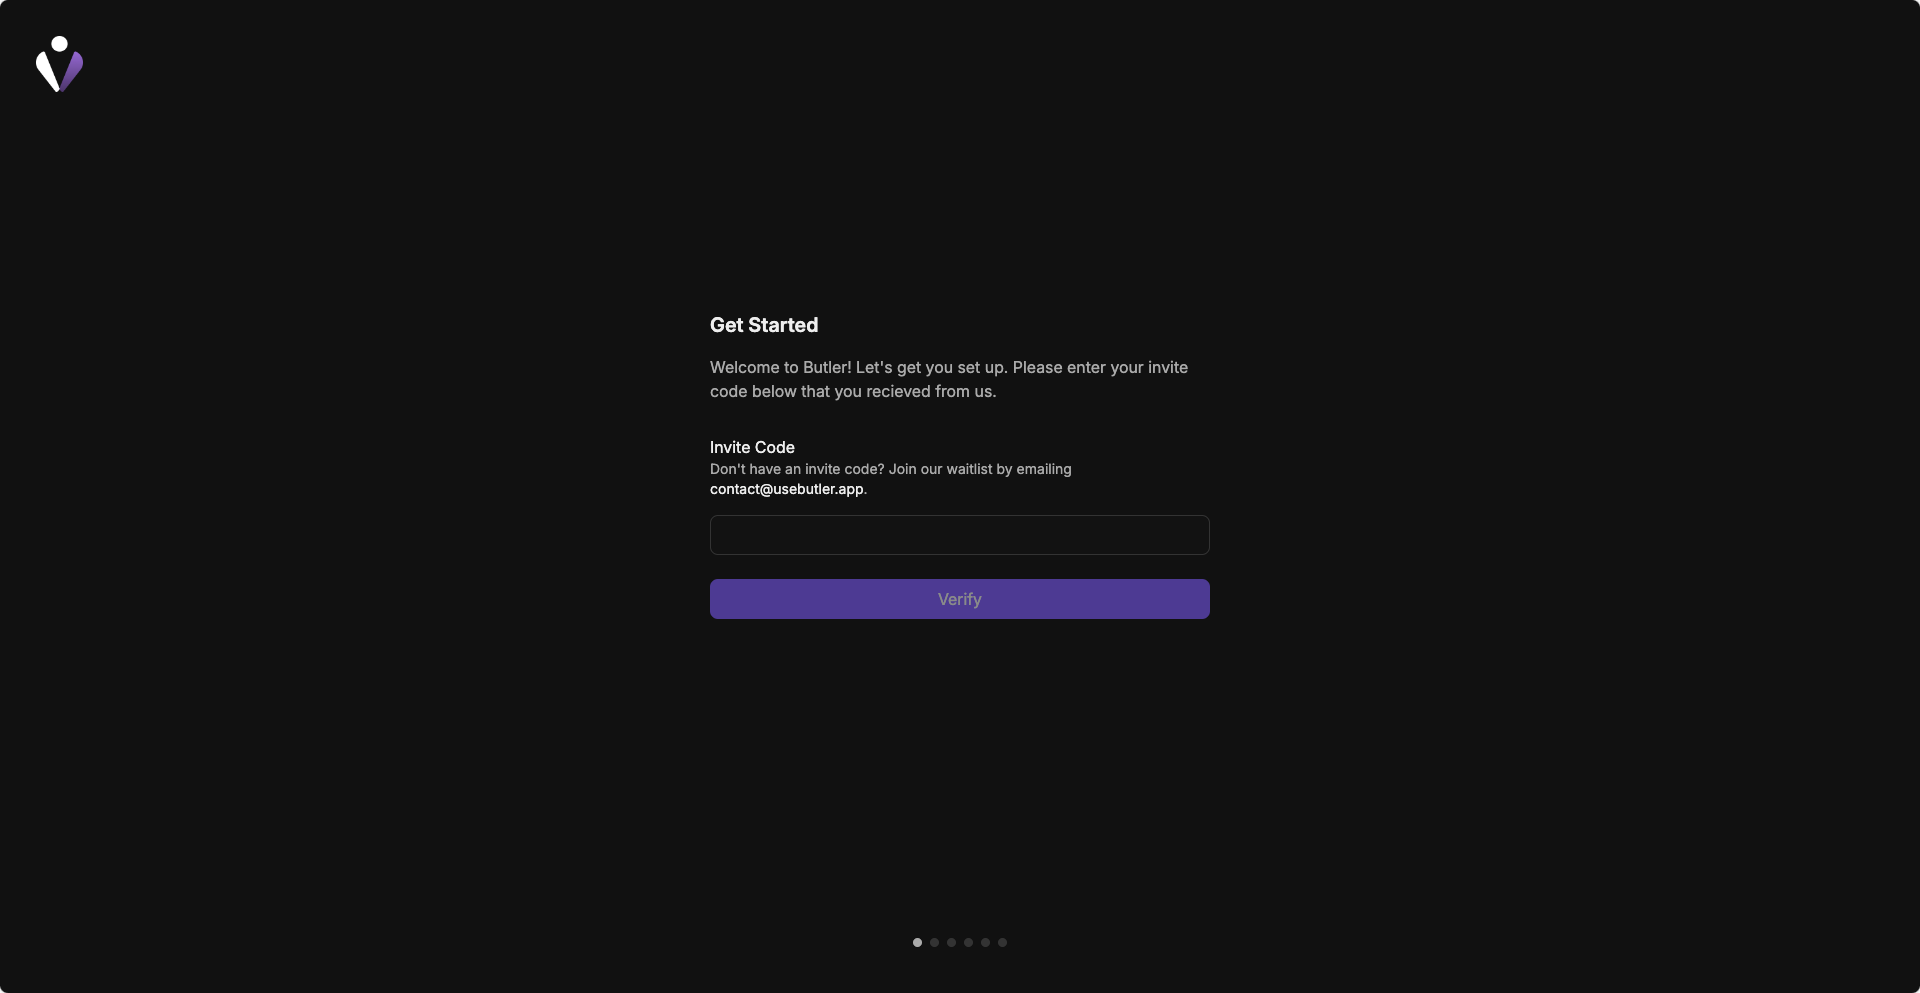 Get Started
Welcome to Butler! Let's get you set up. Please enter your invite
code below that you recieved from us.
Invite Code
Don't have an invite code? Join our waitlist by emailing
contact@usebutler.app.
Verify